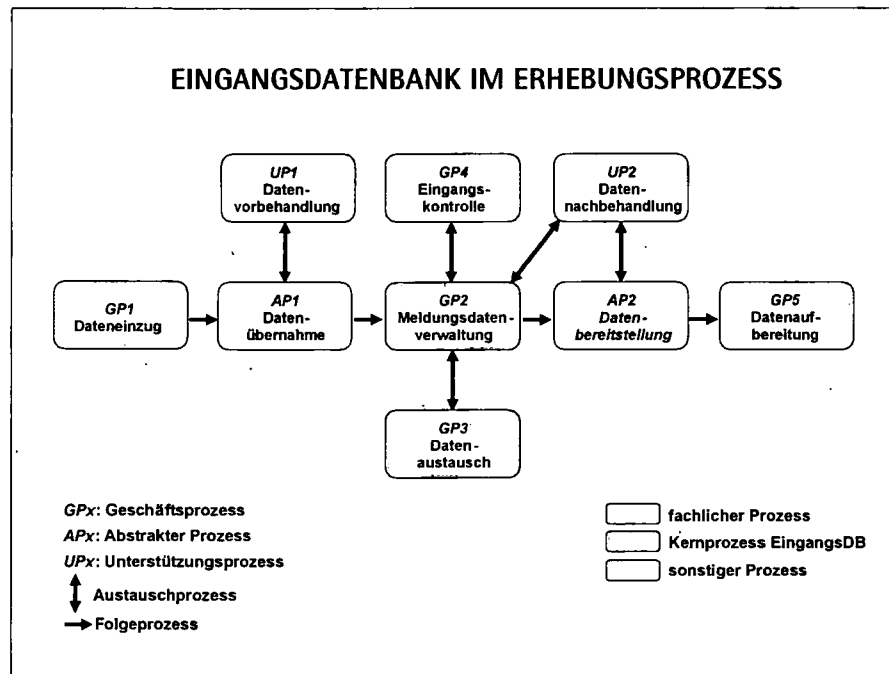 EINGANGSDATENBANK IM ERHEBUNGSPROZESS
UP1
Daten-
vorbehandlung
GP4
Eingangs-
kontrolle
UP2
Daten-
nachbehandlung
GP1
Dateneinzug
AP1
Daten-
übernahme
GP2
Meldungsdaten-
verwaltung
AP2
Daten-
bereitstellung
GP5
Datenauf-
bereitung
GP3
Daten-
austausch
GPx: Geschäftsprozess
APx: Abstrakter Prozess
UPx: Unterstützungsprozess
Austauschprozess
Folgeprozess
fachlicher Prozess
Kernprozess EingangsDB
sonstiger Prozess